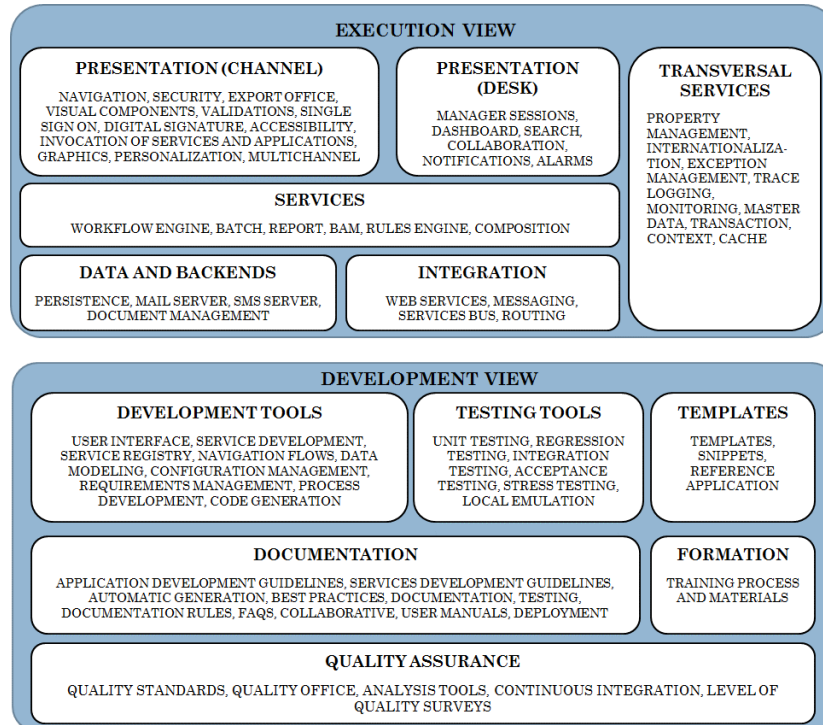 EXECUTION VIEW
PRESENTATION (CHANNEL)
NAVIGATION, SECURITY, EXPORT OFFICE,
VISUAL COMPONENTS, VALIDATIONS, SINGLE
SIGN ON, DIGITAL SIGNATURE, ACCESSIBILITY,
INVOCATION OF SERVICES AND APPLICATIONS,
GRAPHICS, PERSONALIZATION, MULTICHANNEL
PRESENTATION
(DESK)
MANAGER SESSIONS,
DASHBOARD, SEARCH,
COLLABORATION,
NOTIFICATIONS, ALARMS
TRANSVERSAL
SERVICES
PROPERTY
MANAGEMENT,
INTERNATIONALIZA-
TION, EXCEPTION
MANAGEMENT, TRACE
LOGGING,
MONITORING, MASTER
DATA, TRANSACTION,
CONTEXT, CACHE
SERVICES
WORKFLOW ENGINE, BATCH, REPORT, BAM, RULES ENGINE, COMPOSITION
DATA AND BACKENDS
PERSISTENCE, MAIL SERVER, SMS SERVER,
DOCUMENT MANAGEMENT
INTEGRATION
WEB SERVICES, MESSAGING,
SERVICES BUS, ROUTING
DEVELOPMENT VIEW
DEVELOPMENT TOOLS
USER INTERFACE, SERVICE DEVELOPMENT,
SERVICE REGISTRY, NAVIGATION FLOWS, DATA
MODELING, CONFIGURATION MANAGEMENT,
REQUIREMENTS MANAGEMENT, PROCESS
DEVELOPMENT, CODE GENERATION
TESTING TOOLS
UNIT TESTING, REGRESSION
TESTING, INTEGRATION
TESTING, ACCEPTANCE
TESTING, STRESS TESTING,
LOCAL EMULATION
TEMPLATES
TEMPLATES,
SNIPPETS,
REFERENCE
APPLICATION
DOCUMENTATION
APPLICATION DEVELOPMENT GUIDELINES, SERVICES DEVELOPMENT GUIDELINES,
AUTOMATIC GENERATION, BEST PRACTICES, DOCUMENTATION, TESTING,
DOCUMENTATION RULES, FAQS, COLLABORATIVE, USER MANUALS, DEPLOYMENT
FORMATION
TRAINING PROCESS
AND MATERIALS
QUALITY ASSURANCE
QUALITY STANDARDS, QUALITY OFFICE, ANALYSIS TOOLS, CONTINUOUS INTEGRATION, LEVEL OF
QUALITY SURVEYS